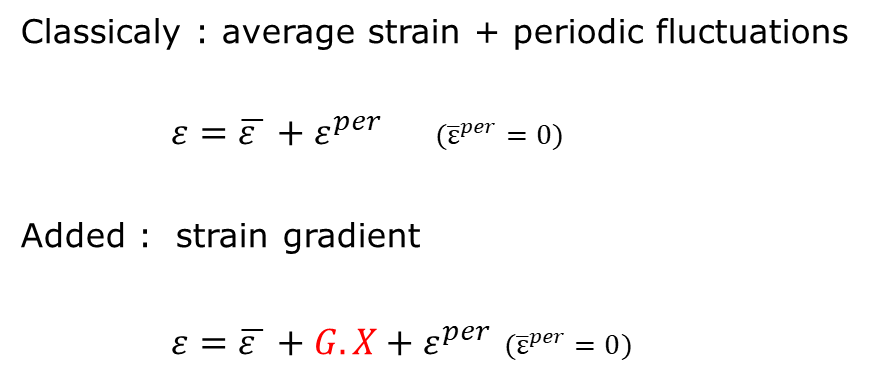 Classicaly : average strain + periodic fluctuations
ε = ε̅ + ε^per (ε̅^per = 0)
Added : strain gradient
ε = ε̅ + G.X + ε^per (ε̅^per = 0)